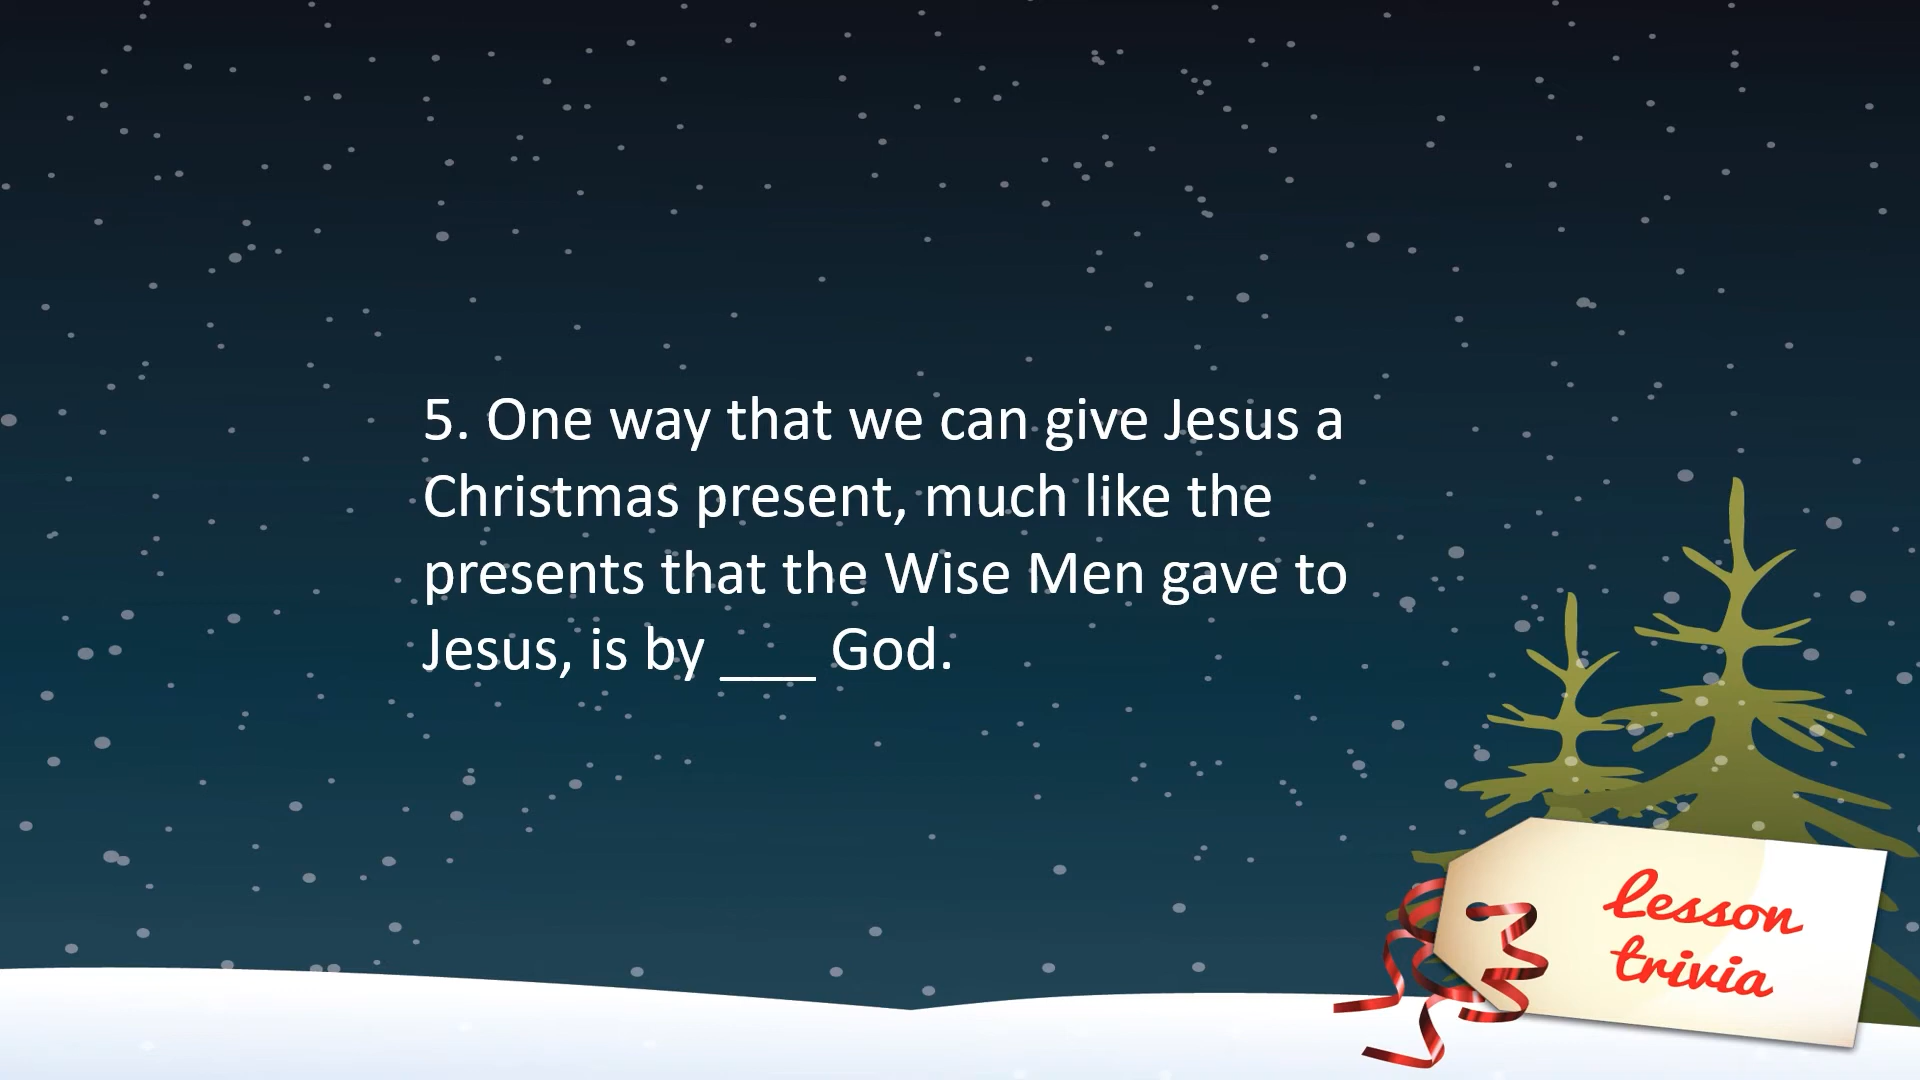 5. One way that we can give Jesus a
Christmas present, much like the
presents that the Wise Men gave to
Jesus, is by ___ God.
lesson
trivia